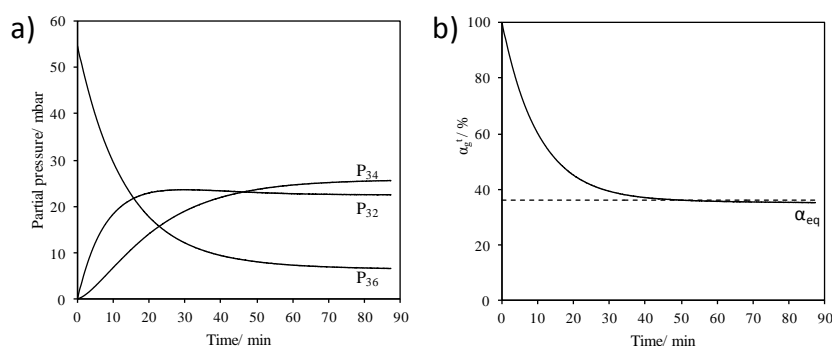 a)
60
50
40
30
20
10
0
Partial pressure/ mbar
P34
P32
P36
0 10 20 30 40 50 60 70 80 90
Time/ min
b)
100
80
60
40
20
0
αgt/ %
αeq
0 10 20 30 40 50 60 70 80 90
Time/ min